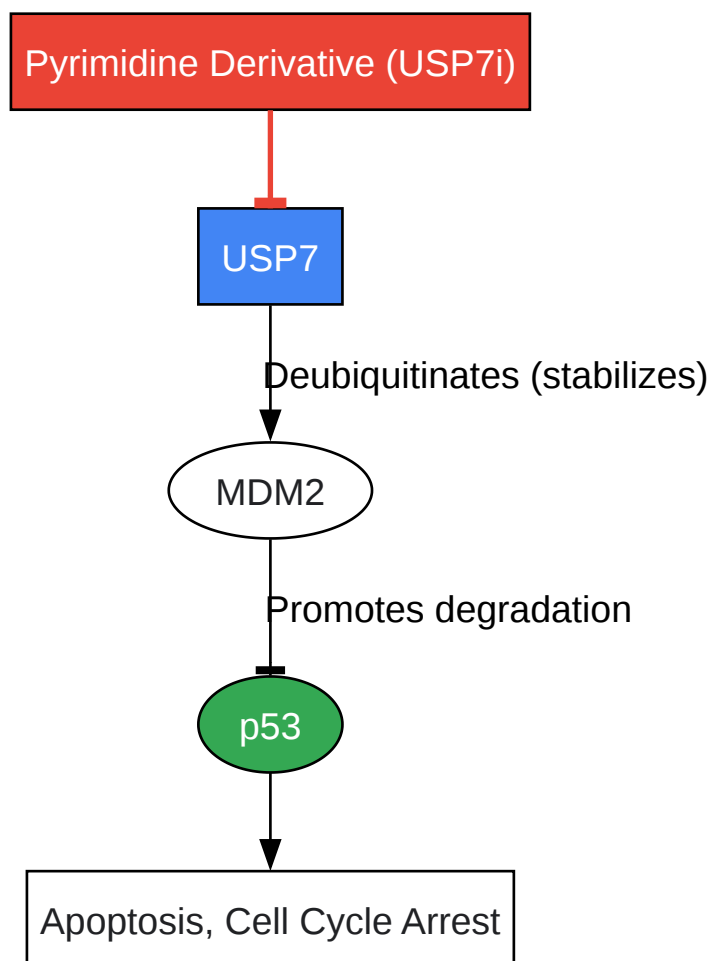 Pyrimidine Derivative (USP7i)
USP7
Deubiquitinates (stabilizes)
MDM2
Promotes degradation
p53
Apoptosis, Cell Cycle Arrest